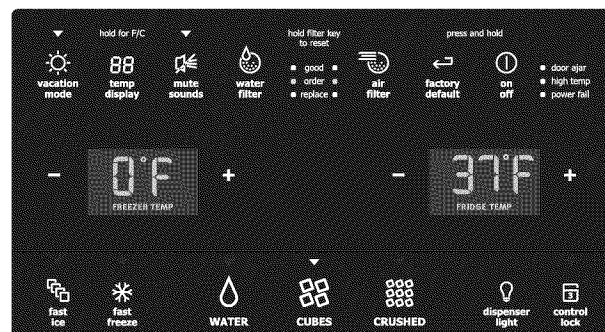 hold for F/C
hold filter key
to reset
press and hold
88
vacation
mode
temp
display
mute
sounds
water
filter
good
order
replace
air
filter
factory
default
on
off
door ajar
high temp
power fail
-
0°F
FREEZER TEMP
+
-
37°F
FRIDGE TEMP
+
3
fast
ice
fast
freeze
WATER
CUBES
CRUSHED
dispenser
light
control
lock